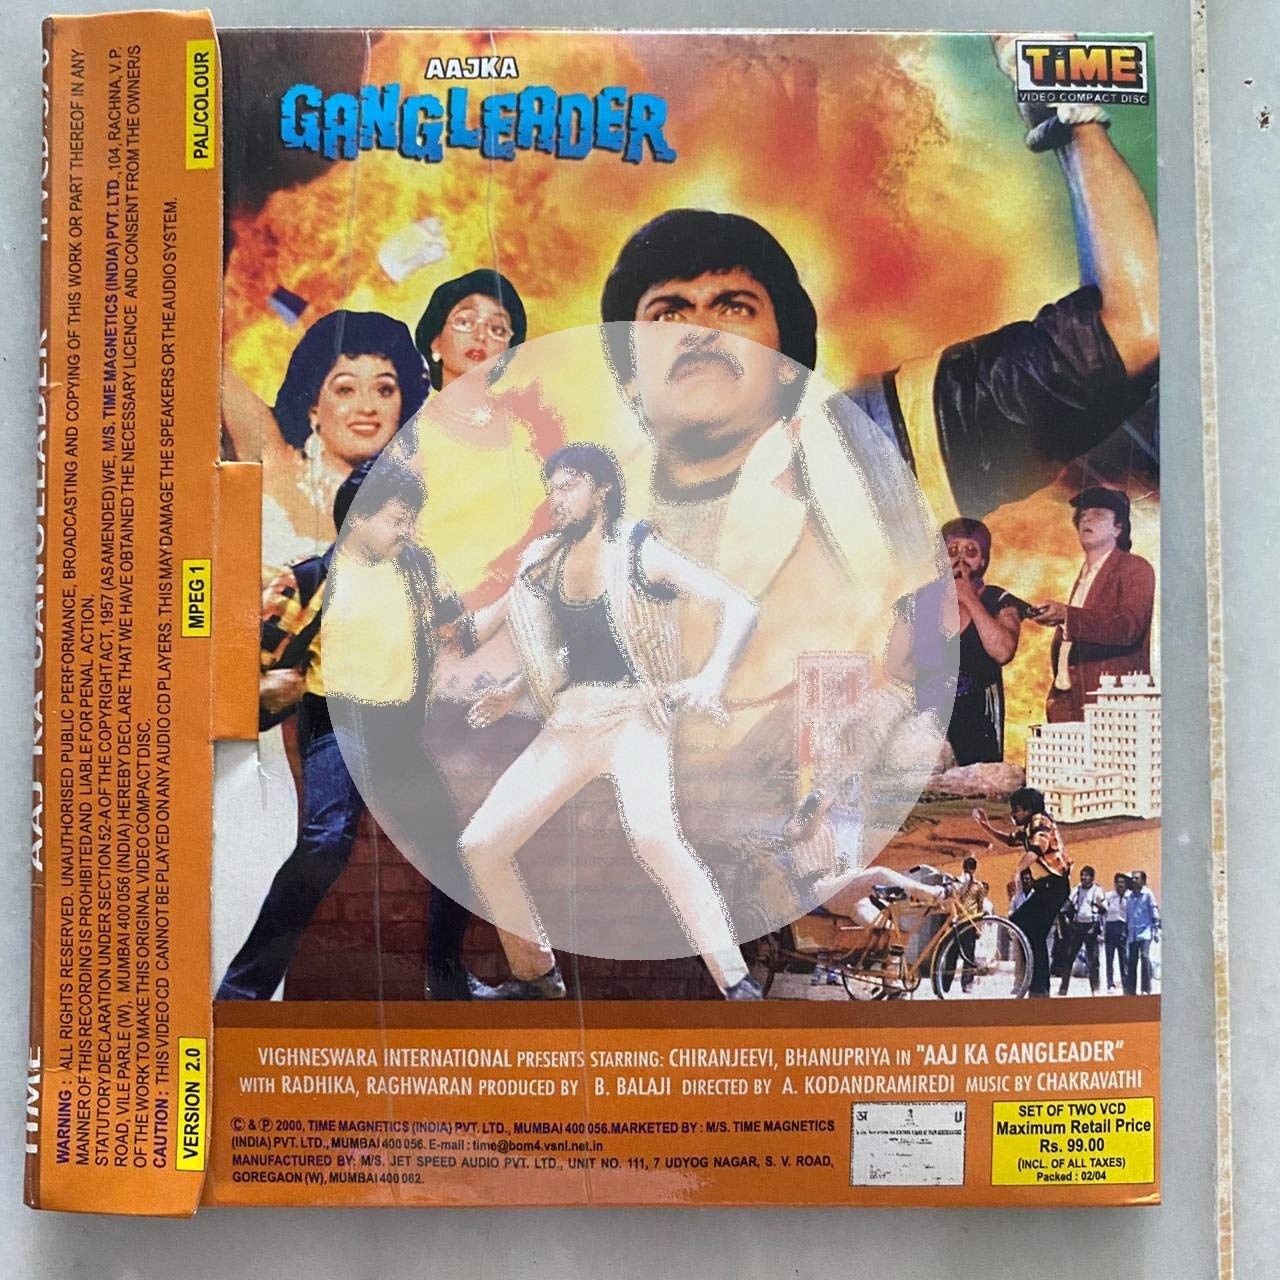 AAJKA
GANGLEADER
TiME
VIDEO COMPACT DISC
TIME AAJ KA GANGLEADER
WARNING : ALL RIGHTS RESERVED. UNAUTHORISED PUBLIC PERFORMANCE, BROADCASTING AND COPYING OF THIS WORK OR PART THEREOF IN ANY
MANNER OF THIS RECORDING IS PROHIBITED AND LIABLE FOR PENAL ACTION.
STATUTORY DECLARATION UNDER SECTION 52-A OF THE COPYRIGHT ACT, 1957 (AS AMENDED) WE, M/S, TIME MAGNETICS (INDIA) PVT. LTD., 104, RACHNA, V. P.
ROAD, VILE PARLE (W), MUMBAI 400 056 (INDIA) HEREBY DECLARE THAT WE HAVE OBTAINED THE NECESSARY LICENCE AND CONSENT FROM THE OWNER/S
OF THE WORK TO MAKE THIS ORIGINAL VIDEO COMPACT DISC.
CAUTION : THIS VIDEO CD CANNOT BE PLAYED ON ANY AUDIO CD PLAYERS. THIS MAY DAMAGE THE SPEAKERS OR THE AUDIO SYSTEM.
VERSION 2.0
MPEG 1
PAL/COLOUR
VIGHNESWARA INTERNATIONAL PRESENTS STARRING: CHIRANJEEVI, BHANUPRIYA IN "AAJ KA GANGLEADER"
WITH RADHIKA, RAGHWARAN PRODUCED BY B. BALAJI DIRECTED BY A. KODANDRAMIREDI MUSIC BY CHAKRAVATHI
© & ℗ 2000, TIME MAGNETICS (INDIA) PVT. LTD., MUMBAI 400 056.MARKETED BY : M/S. TIME MAGNETICS
(INDIA) PVT. LTD., MUMBAI 400 056. E-mail : time@bom4.vsnl.net.in
MANUFACTURED BY: M/S. JET SPEED AUDIO PVT. LTD., UNIT NO. 111, 7 UDYOG NAGAR, S. V. ROAD,
GOREGAON (W), MUMBAI 400 062.
अ U
SET OF TWO VCD
Maximum Retail Price
Rs. 99.00
(INCL. OF ALL TAXES)
Packed : 02/04